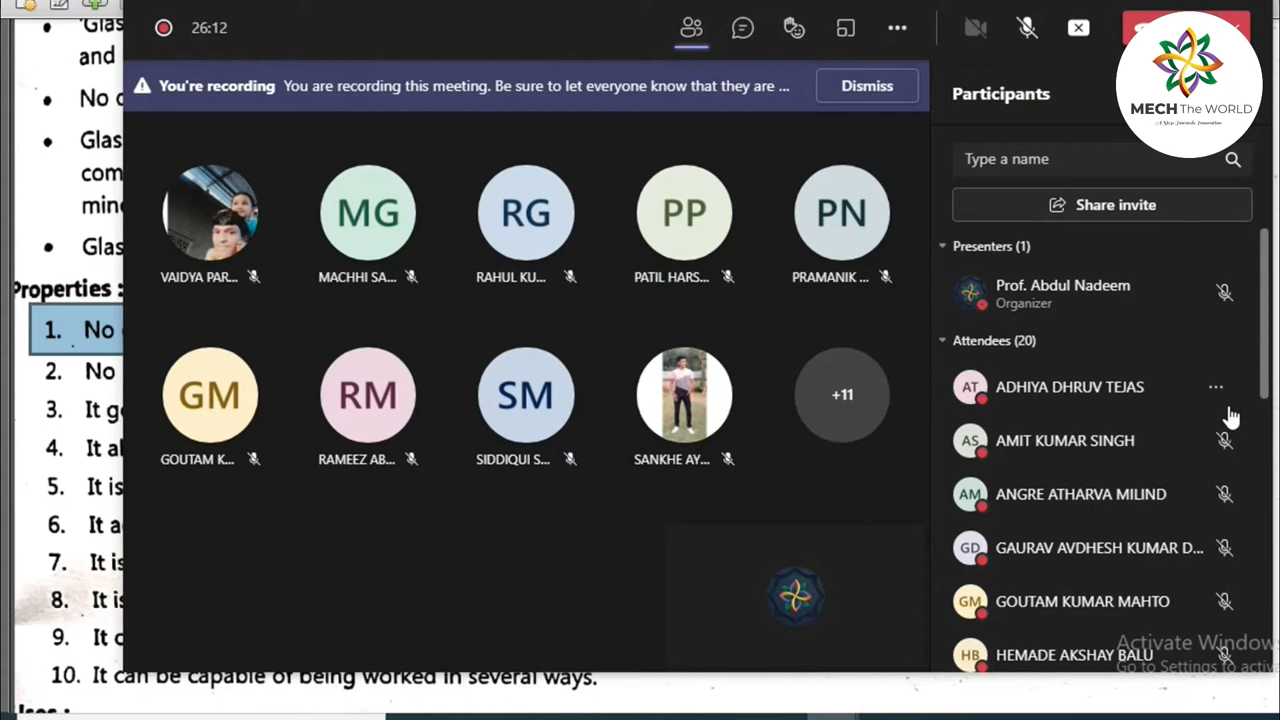 'Glas
and
No c
Glas
com
mine
Glas
Properties :
1. No
2. No
3. It g
4. It al
5. It is
6. It a
7. It is
8. It is
9. It c
10. It can be capable of being worked in several ways.
Uses :
26:12
You're recording You are recording this meeting. Be sure to let everyone know that they are ...
Dismiss
VAIDYA PAR...
MG
MACHHI SA...
RG
RAHUL KU...
PP
PATIL HARS...
PN
PRAMANIK ...
GM
GOUTAM K...
RM
RAMEEZ AB...
SM
SIDDIQUI S...
SANKHE AY...
+11
MECH The WORLD
A Step Towards Innovation
Participants
Type a name
Share invite
Presenters (1)
Prof. Abdul Nadeem
Organizer
Attendees (20)
AT ADHIYA DHRUV TEJAS
AS AMIT KUMAR SINGH
AM ANGRE ATHARVA MILIND
GD GAURAV AVDHESH KUMAR D...
GM GOUTAM KUMAR MAHTO
HB HEMADE AKSHAY BALU
Activate Windows
Go to Settings to activa